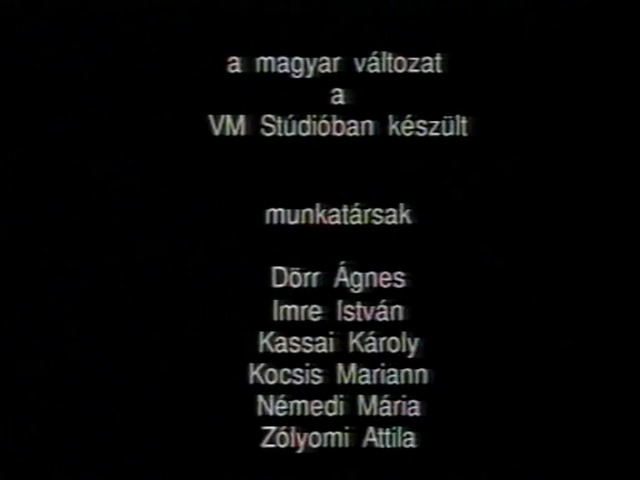 a magyar változat
a
VM Stúdióban készült
munkatársak
Dörr Ágnes
Imre István
Kassai Károly
Kocsis Mariann
Némedi Mária
Zólyomi Attila